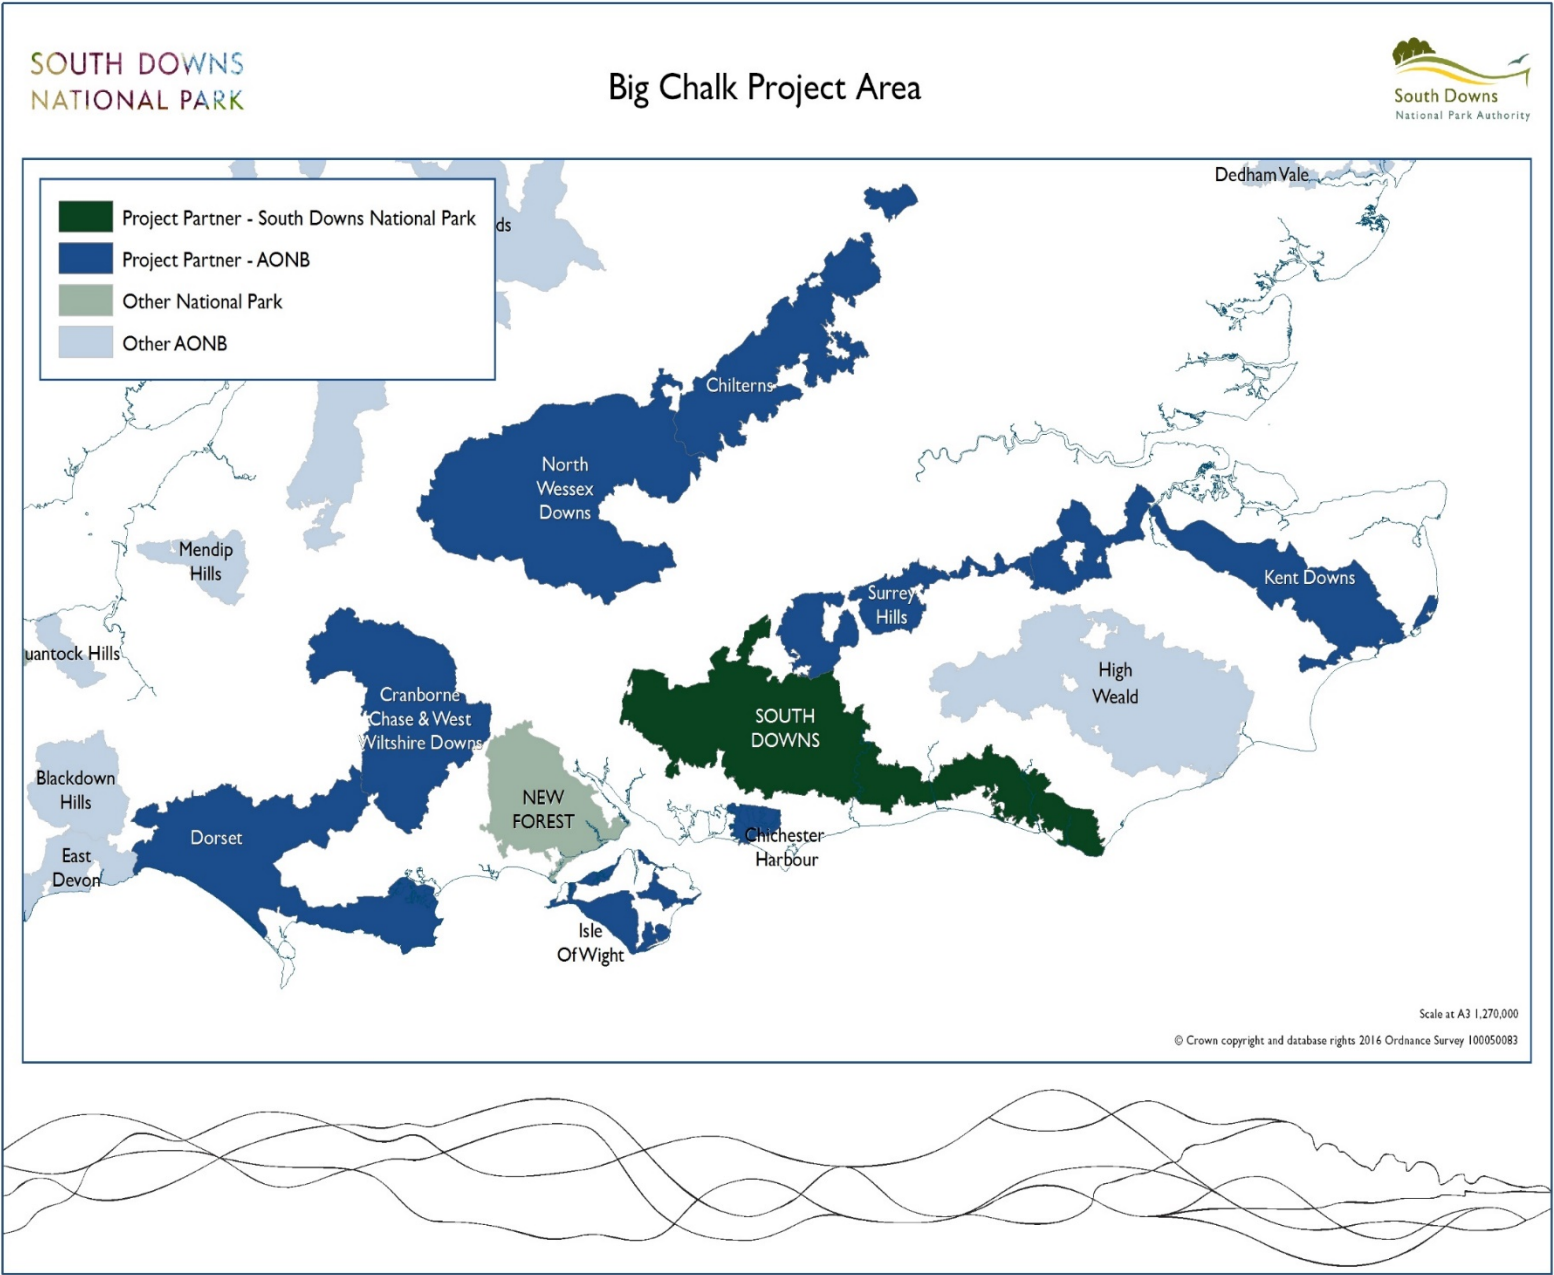 SOUTH DOWNS
NATIONAL PARK
Big Chalk Project Area
South Downs
National Park Authority
Project Partner - South Downs National Park
Project Partner - AONB
Other National Park
Other AONB
ds
Dedham Vale
Chilterns
North
Wessex
Downs
Mendip
Hills
Kent Downs
Surrey
Hills
uantock Hills
High
Weald
Cranborne
Chase & West
Wiltshire Downs
SOUTH
DOWNS
Blackdown
Hills
NEW
FOREST
Dorset
Chichester
Harbour
East
Devon
Isle
Of Wight
Scale at A3 1,270,000
© Crown copyright and database rights 2016 Ordnance Survey 100050083